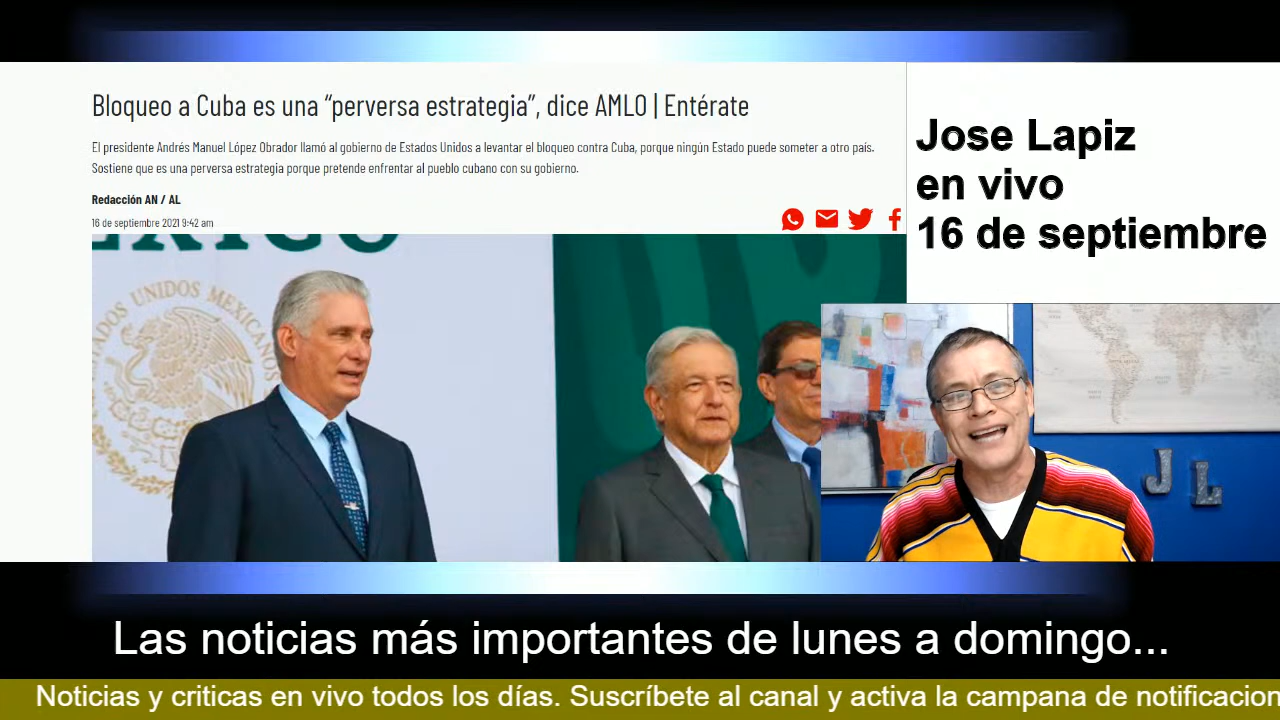 Bloqueo a Cuba es una “perversa estrategia”, dice AMLO | Entérate
El presidente Andrés Manuel López Obrador llamó al gobierno de Estados Unidos a levantar el bloqueo contra Cuba, porque ningún Estado puede someter a otro país.
Sostiene que es una perversa estrategia porque pretende enfrentar al pueblo cubano con su gobierno.
Redacción AN / AL
16 de septiembre 2021 9:42 am
Jose Lapiz
en vivo
16 de septiembre
MÉXICO
ESTADOS UNIDOS MEXICANOS
J L
Las noticias más importantes de lunes a domingo...
Noticias y criticas en vivo todos los días. Suscríbete al canal y activa la campana de notificacion